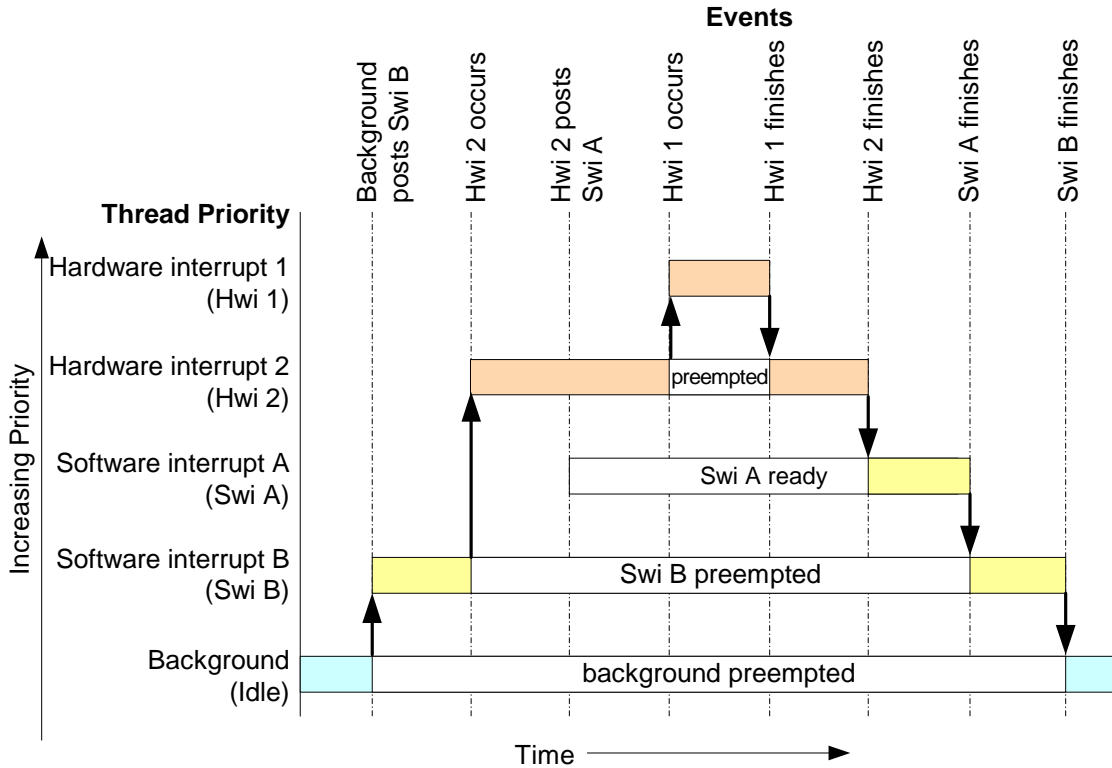 Events
Background
posts Swi B
Hwi 2 occurs
Hwi 2 posts
Swi A
Hwi 1 occurs
Hwi 1 finishes
Hwi 2 finishes
Swi A finishes
Swi B finishes
Thread Priority
Increasing Priority
Hardware interrupt 1
(Hwi 1)
Hardware interrupt 2
(Hwi 2)
preempted
Software interrupt A
(Swi A)
Swi A ready
Software interrupt B
(Swi B)
Swi B preempted
Background
(Idle)
background preempted
Time